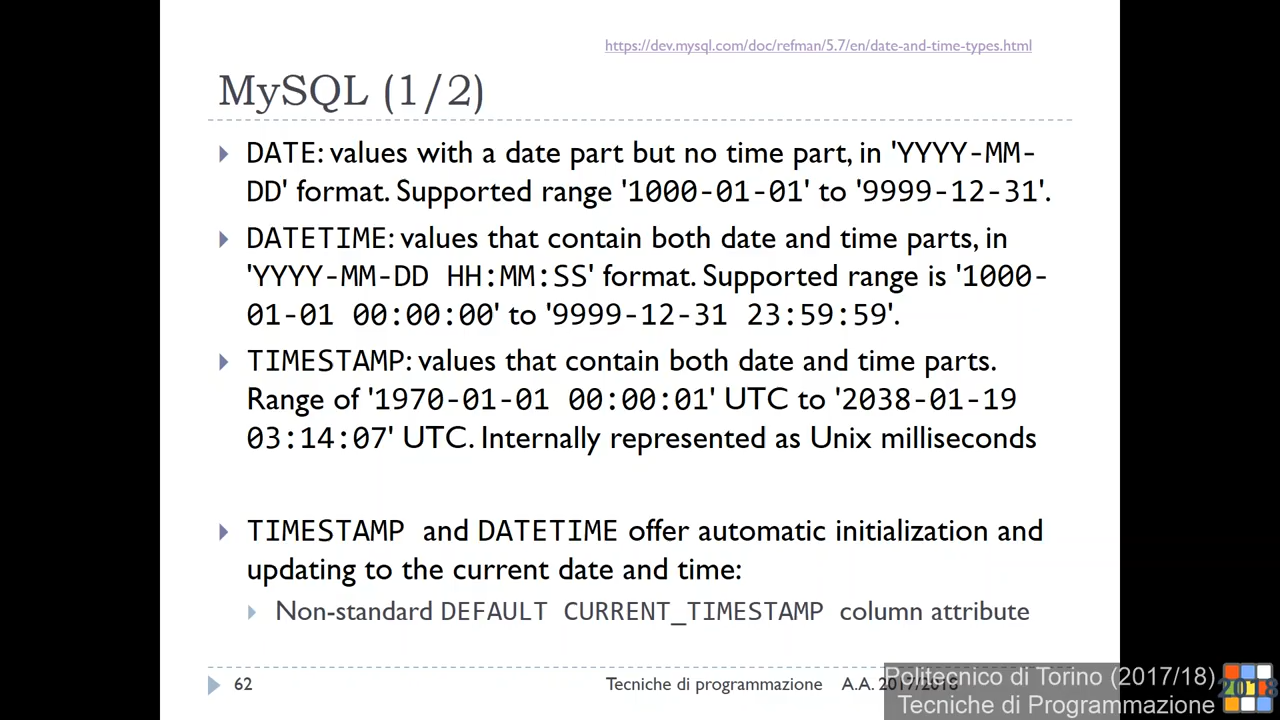 https://dev.mysql.com/doc/refman/5.7/en/date-and-time-types.html
MySQL (1/2)
DATE: values with a date part but no time part, in 'YYYY-MM-
DD' format. Supported range '1000-01-01' to '9999-12-31'.
DATETIME: values that contain both date and time parts, in
'YYYY-MM-DD HH:MM:SS' format. Supported range is '1000-
01-01 00:00:00' to '9999-12-31 23:59:59'.
TIMESTAMP: values that contain both date and time parts.
Range of '1970-01-01 00:00:01' UTC to '2038-01-19
03:14:07' UTC. Internally represented as Unix milliseconds
TIMESTAMP and DATETIME offer automatic initialization and
updating to the current date and time:
Non-standard DEFAULT CURRENT_TIMESTAMP column attribute
62 Tecniche di programmazione A.A. 2017/2018
Politecnico di Torino (2017/18)
Tecniche di Programmazione
2018